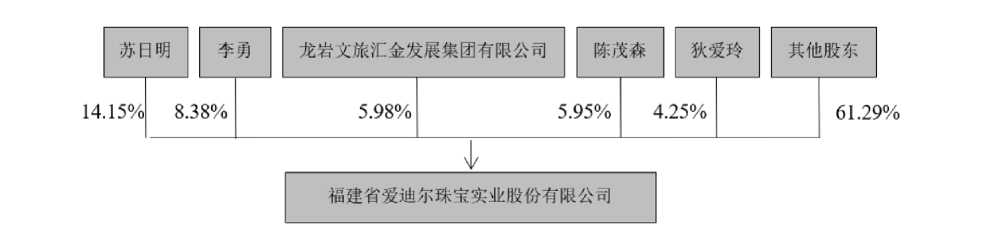 苏日明
李勇
龙岩文旅汇金发展集团有限公司
陈茂森
狄爱玲
其他股东
14.15%
8.38%
5.98%
5.95%
4.25%
61.29%
福建省爱迪尔珠宝实业股份有限公司